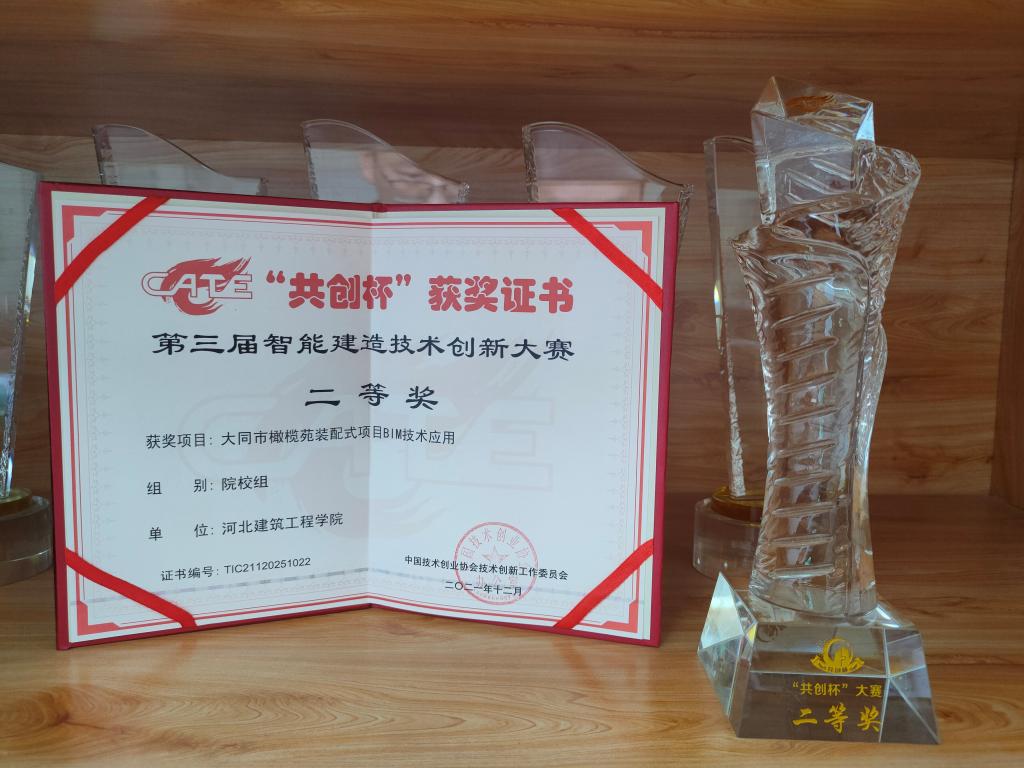 CATE “共创杯”获奖证书
第三届智能建造技术创新大赛
二等奖
获奖项目：大同市橄榄苑装配式项目BIM技术应用
组 别：院校组
单 位：河北建筑工程学院
证书编号：TIC21120251022
中国技术创业协会技术创新工作委员会
二〇二一年十二月
“共创杯”大赛
二等奖